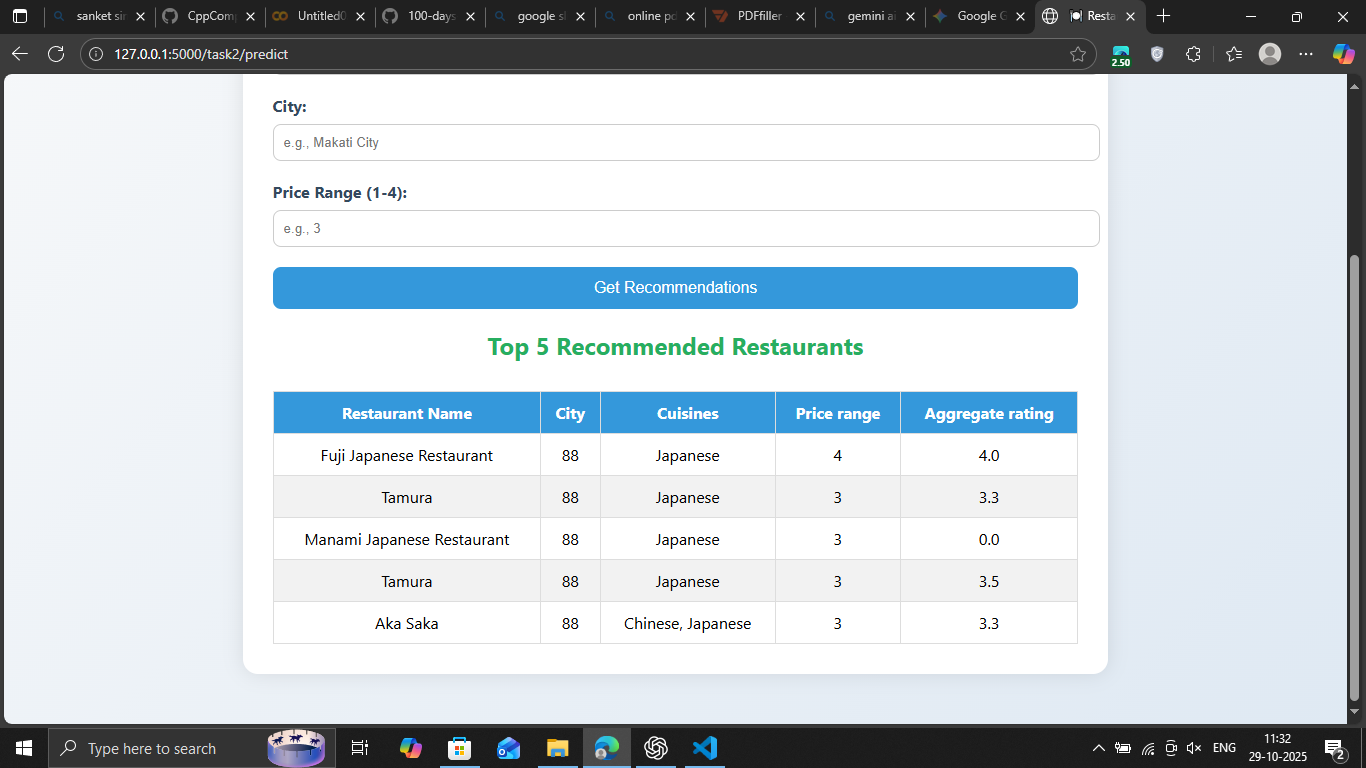 sanket sin
CppComp
Untitled0
100-days
google sl
online pd
PDFfiller
gemini ai
Google G
Resta
127.0.0.1:5000/task2/predict
2.50
City:
e.g., Makati City
Price Range (1-4):
e.g., 3
Get Recommendations
Top 5 Recommended Restaurants
Restaurant Name City Cuisines Price range Aggregate rating
Fuji Japanese Restaurant 88 Japanese 4 4.0
Tamura 88 Japanese 3 3.3
Manami Japanese Restaurant 88 Japanese 3 0.0
Tamura 88 Japanese 3 3.5
Aka Saka 88 Chinese, Japanese 3 3.3
Type here to search
ENG
11:32
29-10-2025
2